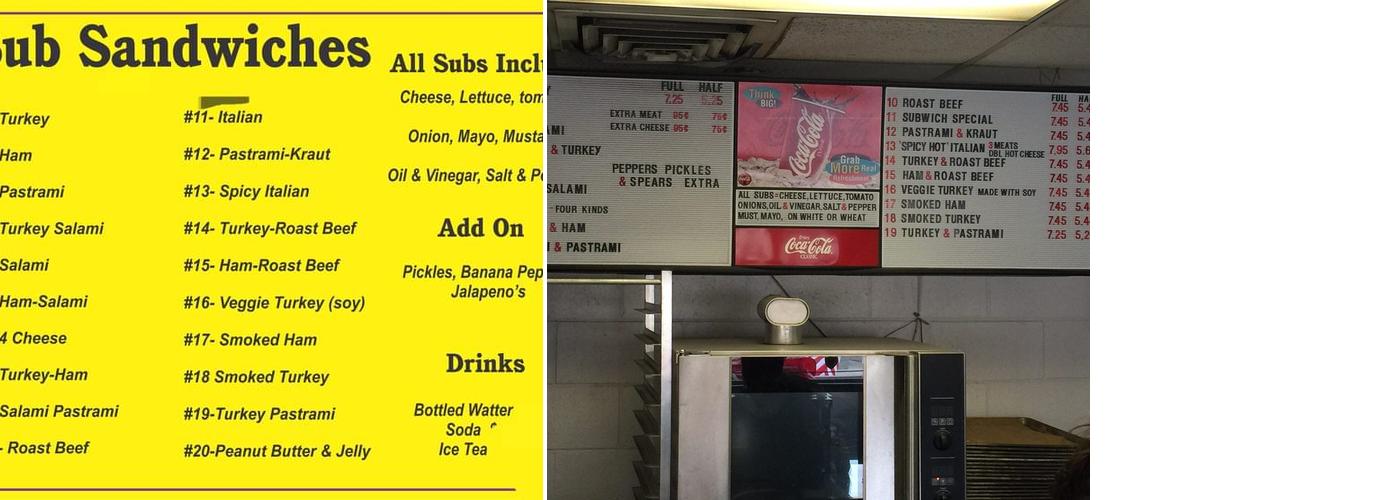 Sandwiches
Turkey
Ham
Pastrami
Turkey Salami
Salami
Ham-Salami
4 Cheese
Turkey-Ham
Salami Pastrami
- Roast Beef
#11- Italian
#12- Pastrami-Kraut
#13- Spicy Italian
#14- Turkey-Roast Beef
#15- Ham-Roast Beef
#16- Veggie Turkey (soy)
#17- Smoked Ham
#18 Smoked Turkey
#19-Turkey Pastrami
#20-Peanut Butter & Jelly
All Subs
Cheese, Lettuce,
Onion, Mayo,
Oil & Vinegar, Salt &
Add On
Pickles, Banana
Jalapeno's
Drinks
Bottled Watter
Soda
Ice Tea
FULL HALF
7.25 5.25
EXTRA MEAT 95¢ 75¢
EXTRA CHEESE 95¢ 75¢
& TURKEY
PEPPERS PICKLES
& SPEARS EXTRA
SALAMI
-FOUR KINDS
& HAM
& PASTRAMI
Think
BIG!
Coca-Cola
Grab
More Real
Refreshment
ALL SUBS=CHEESE, LETTUCE, TOMATO
ONIONS, OIL & VINEGAR, SALT & PEPPER
MUST, MAYO, ON WHITE OR WHEAT
Enjoy
Coca-Cola
CLASSIC
FULL
10 ROAST BEEF 7.45
11 SUBWICH SPECIAL 7.45
12 PASTRAMI & KRAUT 7.45
13 'SPICY HOT' ITALIAN 3 MEATS DBL HOT CHEESE 7.95
14 TURKEY & ROAST BEEF 7.45
15 HAM & ROAST BEEF 7.45
16 VEGGIE TURKEY MADE WITH SOY 7.45
17 SMOKED HAM 7.45
18 SMOKED TURKEY 7.45
19 TURKEY & PASTRAMI 7.25